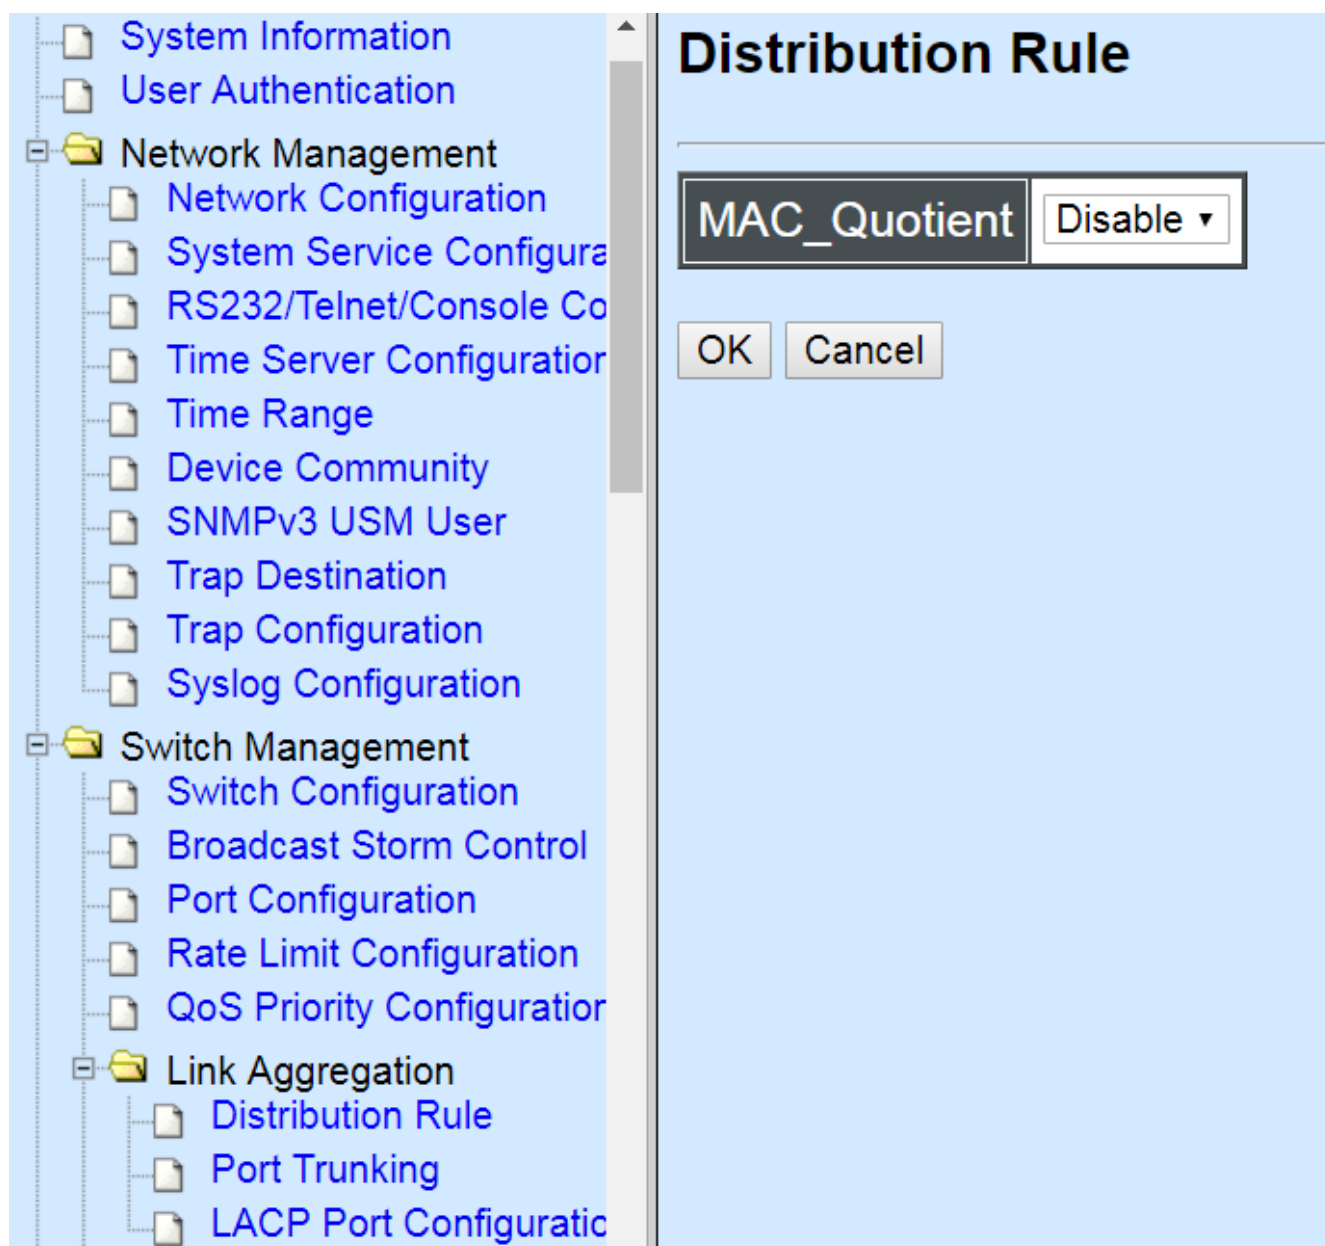 System Information
User Authentication
Network Management
Network Configuration
System Service Configura
RS232/Telnet/Console Co
Time Server Configuration
Time Range
Device Community
SNMPv3 USM User
Trap Destination
Trap Configuration
Syslog Configuration
Switch Management
Switch Configuration
Broadcast Storm Control
Port Configuration
Rate Limit Configuration
QoS Priority Configuration
Link Aggregation
Distribution Rule
Port Trunking
LACP Port Configuratio
Distribution Rule
MAC_Quotient Disable
OK Cancel